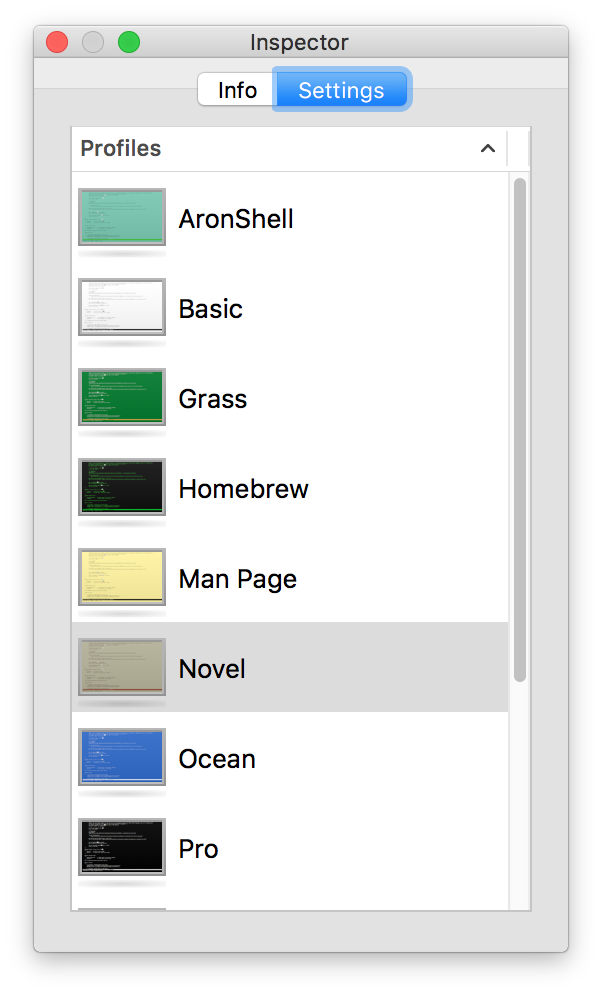 Inspector
Info
Settings
Profiles
AronShell
Basic
Grass
Homebrew
Man Page
Novel
Ocean
Pro